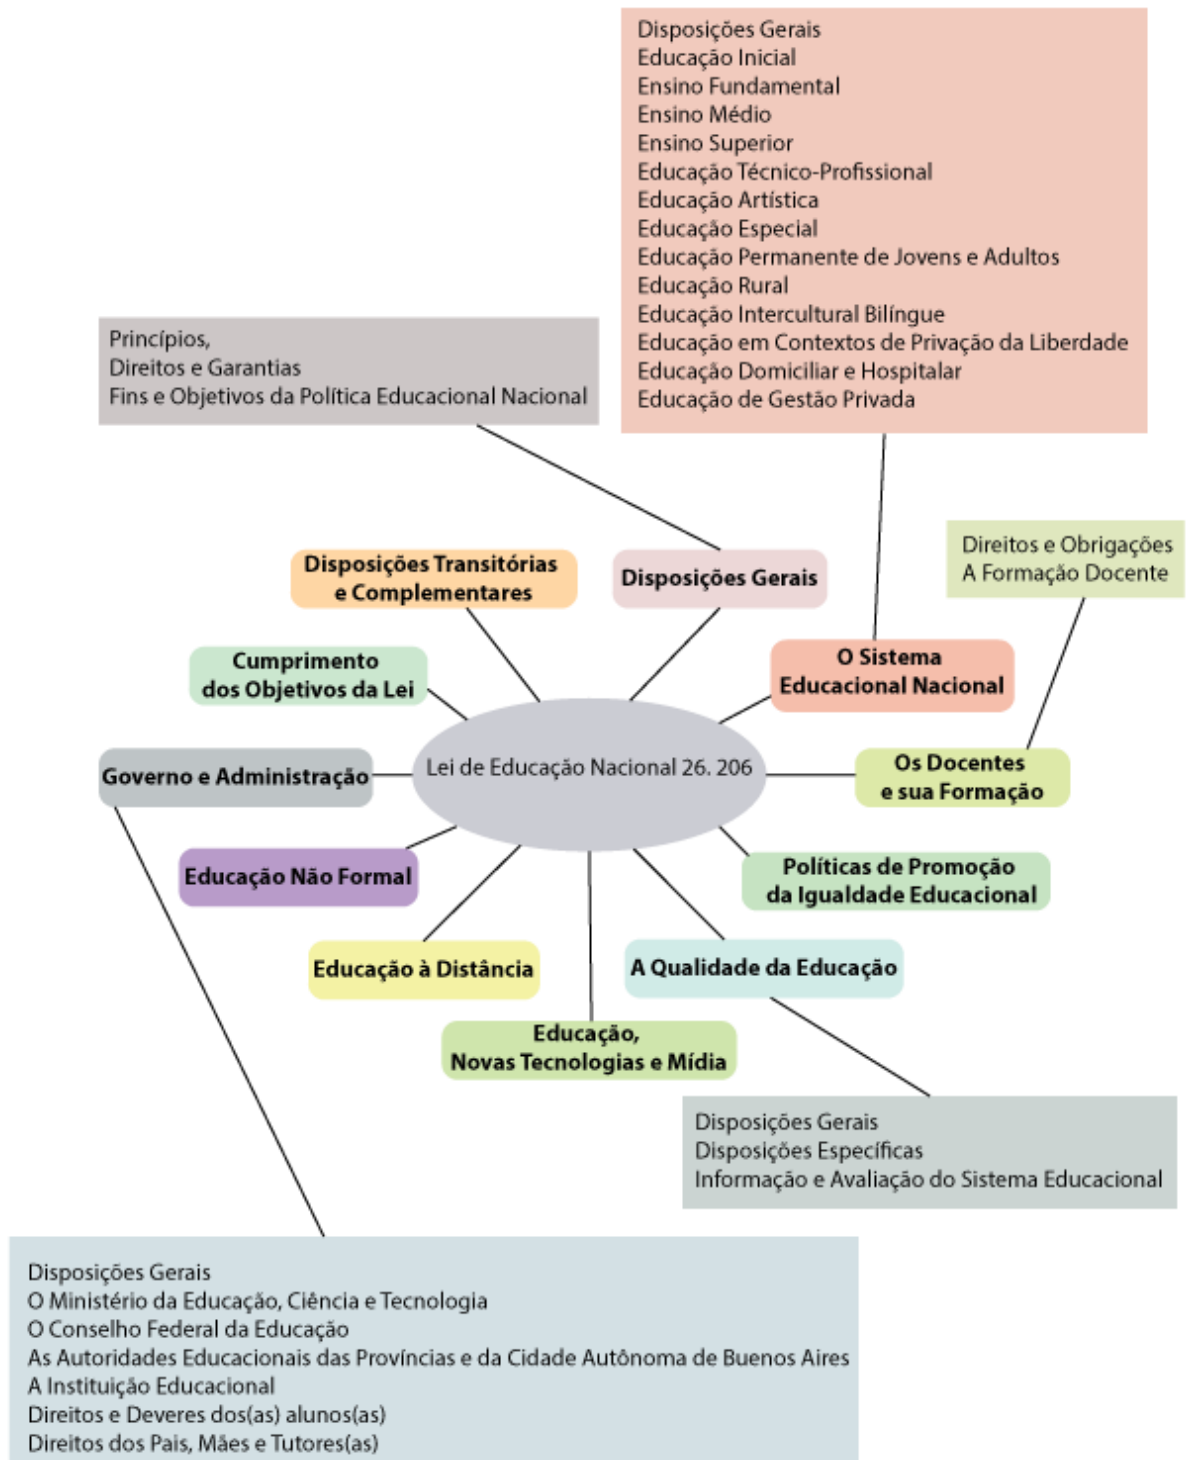 Disposições Gerais
Educação Inicial
Ensino Fundamental
Ensino Médio
Ensino Superior
Educação Técnico-Profissional
Educação Artística
Educação Especial
Educação Permanente de Jovens e Adultos
Educação Rural
Educação Intercultural Bilíngue
Educação em Contextos de Privação da Liberdade
Educação Domiciliar e Hospitalar
Educação de Gestão Privada
Princípios,
Direitos e Garantias
Fins e Objetivos da Política Educacional Nacional
Direitos e Obrigações
A Formação Docente
Disposições Transitórias
e Complementares
Disposições Gerais
O Sistema
Educacional Nacional
Cumprimento
dos Objetivos da Lei
Governo e Administração
Lei de Educação Nacional 26. 206
Os Docentes
e sua Formação
Educação Não Formal
Políticas de Promoção
da Igualdade Educacional
Educação à Distância
A Qualidade da Educação
Educação,
Novas Tecnologias e Mídia
Disposições Gerais
Disposições Específicas
Informação e Avaliação do Sistema Educacional
Disposições Gerais
O Ministério da Educação, Ciência e Tecnologia
O Conselho Federal da Educação
As Autoridades Educacionais das Províncias e da Cidade Autônoma de Buenos Aires
A Instituição Educacional
Direitos e Deveres dos(as) alunos(as)
Direitos dos Pais, Mães e Tutores(as)